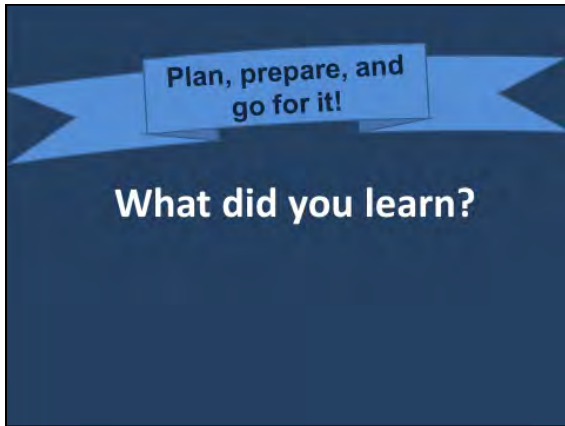 Plan, prepare, and
go for it!
What did you learn?